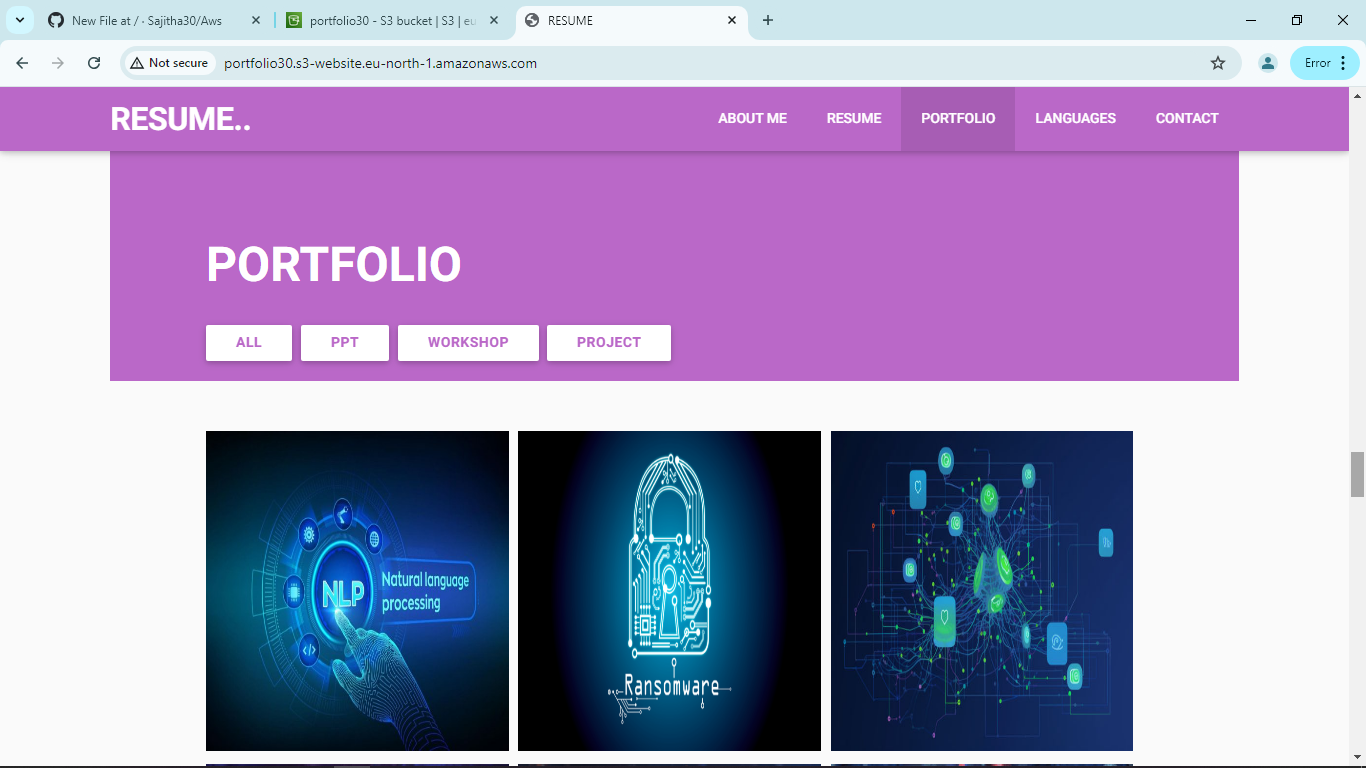 New File at / · Sajitha30/Aws
portfolio30 - S3 bucket | S3 | eu
RESUME
Not secure
portfolio30.s3-website.eu-north-1.amazonaws.com
Error
RESUME..
ABOUT ME
RESUME
PORTFOLIO
LANGUAGES
CONTACT
PORTFOLIO
ALL
PPT
WORKSHOP
PROJECT
NLP
Natural language
processing
Ransomware